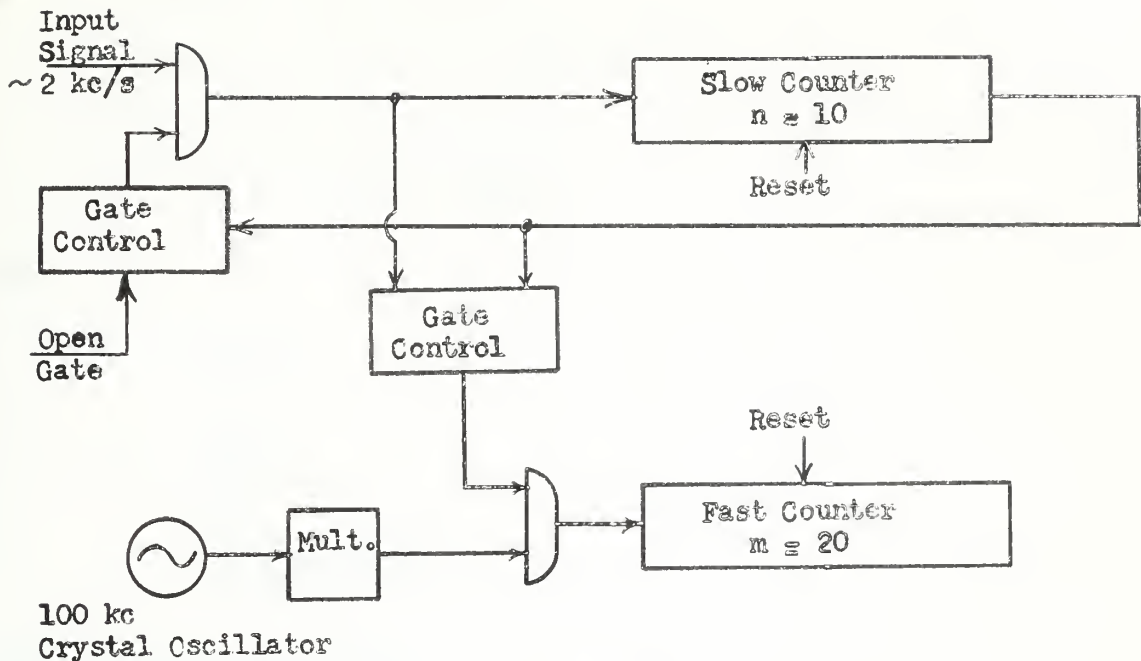 Input
Signal
~ 2 kc/s
Slow Counter
n = 10
Reset
Gate
Control
Open
Gate
Gate
Control
Reset
Fast Counter
m = 20
Mult.
100 kc
Crystal Oscillator